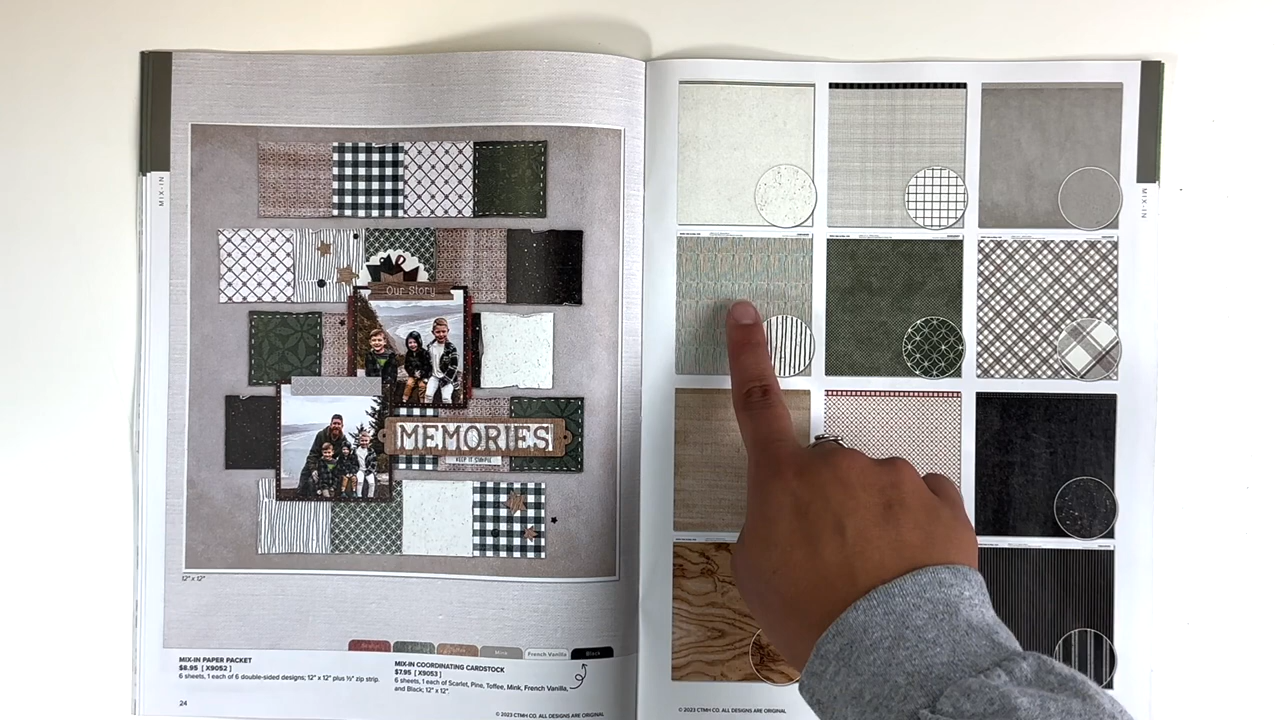 MIX-IN
Our Story
MEMORIES
KEEP IT SIMPLE
12" x 12"
Mink
French Vanilla
Black
MIX-IN PAPER PACKET
$8.95 [ X9052 ]
6 sheets, 1 each of 6 double-sided designs; 12" x 12" plus ½" zip strip.
MIX-IN COORDINATING CARDSTOCK
$7.95 [ X9053 ]
6 sheets, 1 each of Scarlet, Pine, Toffee, Mink, French Vanilla,
and Black; 12" x 12".
24
© 2023 CTMH CO. ALL DESIGNS ARE ORIGINAL
MIX-IN
© 2023 CTMH CO. ALL DESIGNS ARE ORIGINAL